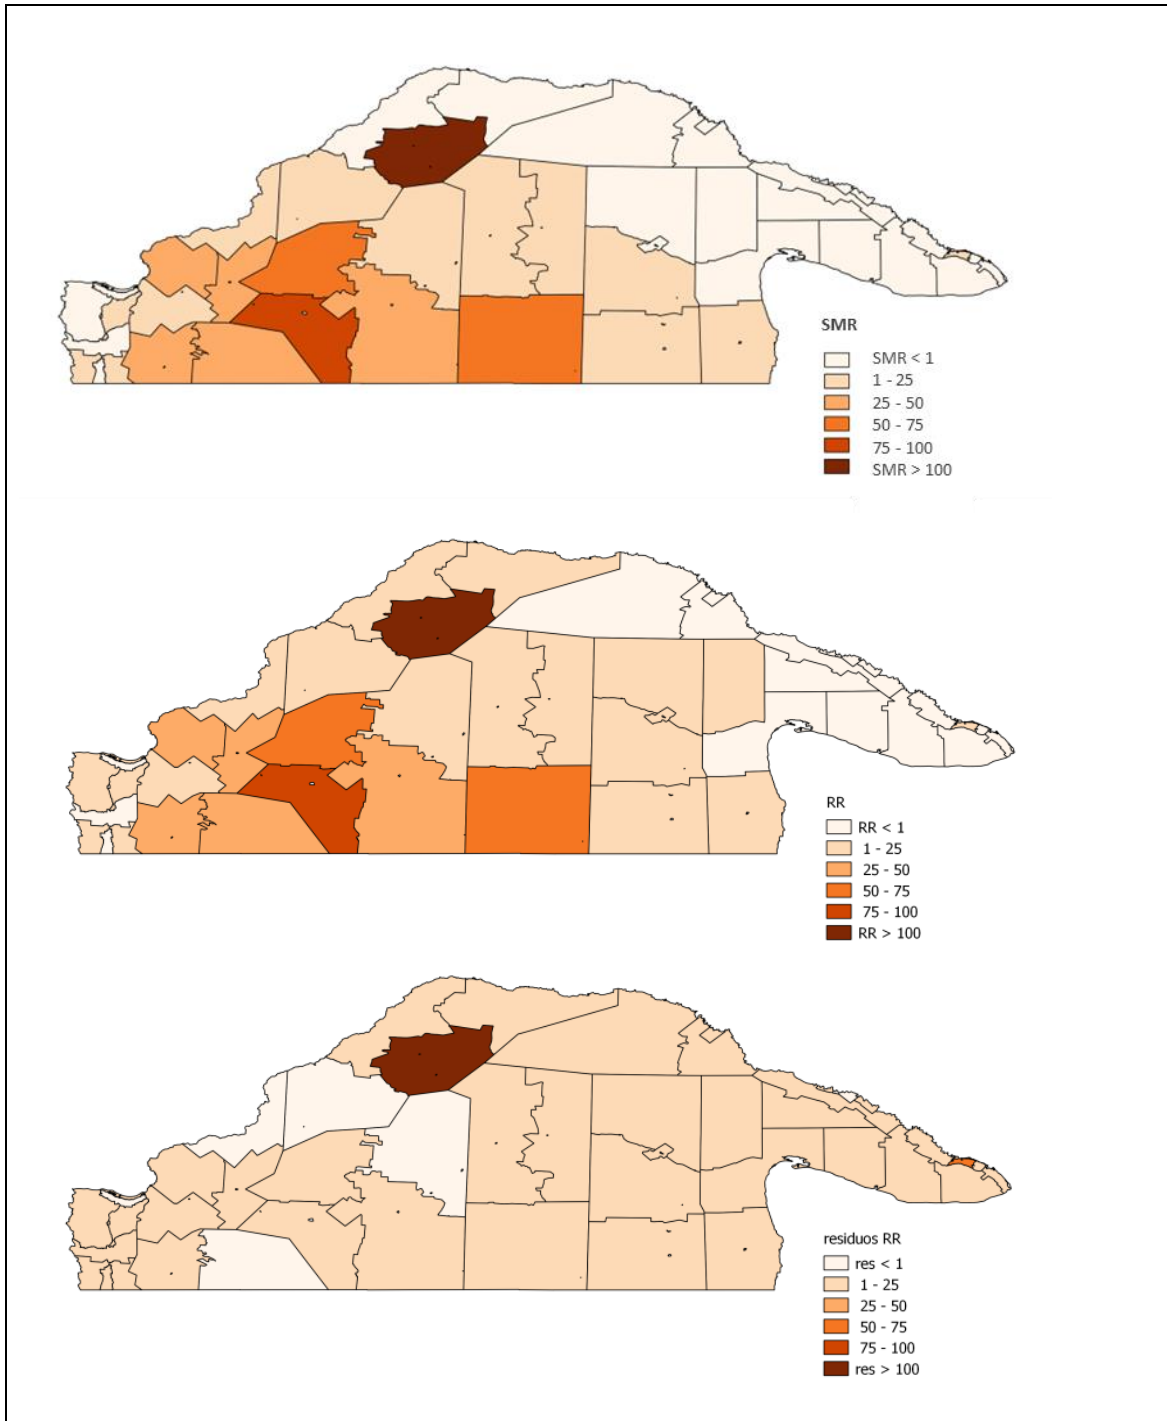 SMR
SMR < 1
1 - 25
25 - 50
50 - 75
75 - 100
SMR > 100
RR
RR < 1
1 - 25
25 - 50
50 - 75
75 - 100
RR > 100
residuos RR
res < 1
1 - 25
25 - 50
50 - 75
75 - 100
res > 100